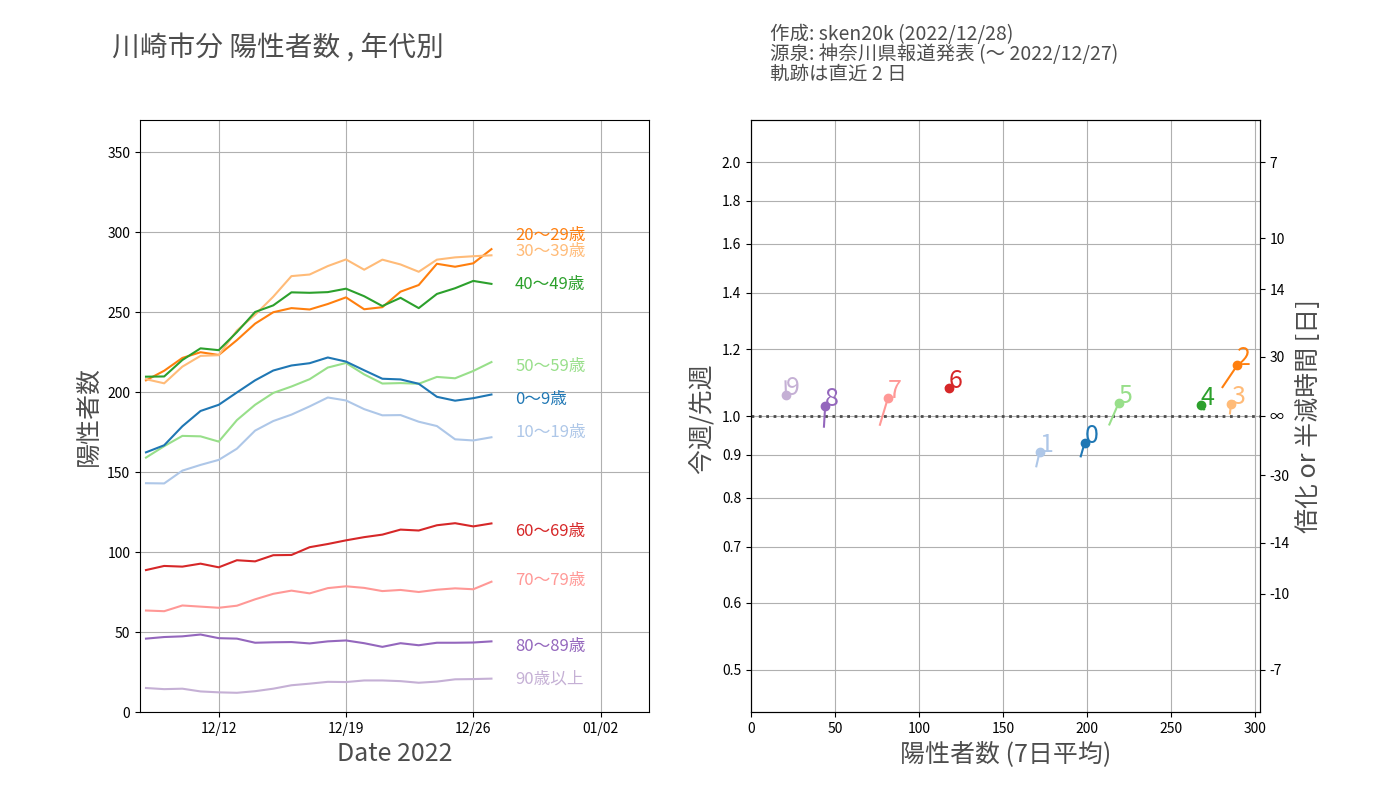 川崎市分 陽性者数 , 年代別
作成: sken20k (2022/12/28)
源泉: 神奈川県報道発表 (〜 2022/12/27)
軌跡は直近 2 日
陽性者数
350
300
250
200
150
100
50
0
20〜29歳
30〜39歳
40〜49歳
50〜59歳
0〜9歳
10〜19歳
60〜69歳
70〜79歳
80〜89歳
90歳以上
12/12
12/19
12/26
01/02
Date 2022
今週/先週
2.0
1.8
1.6
1.4
1.2
1.0
0.9
0.8
0.7
0.6
0.5
2
9
8
7
6
5
4
3
1
0
0
50
100
150
200
250
300
陽性者数 (7日平均)
7
10
14
30
∞
-30
-14
-10
-7
倍化 or 半減時間 [日]